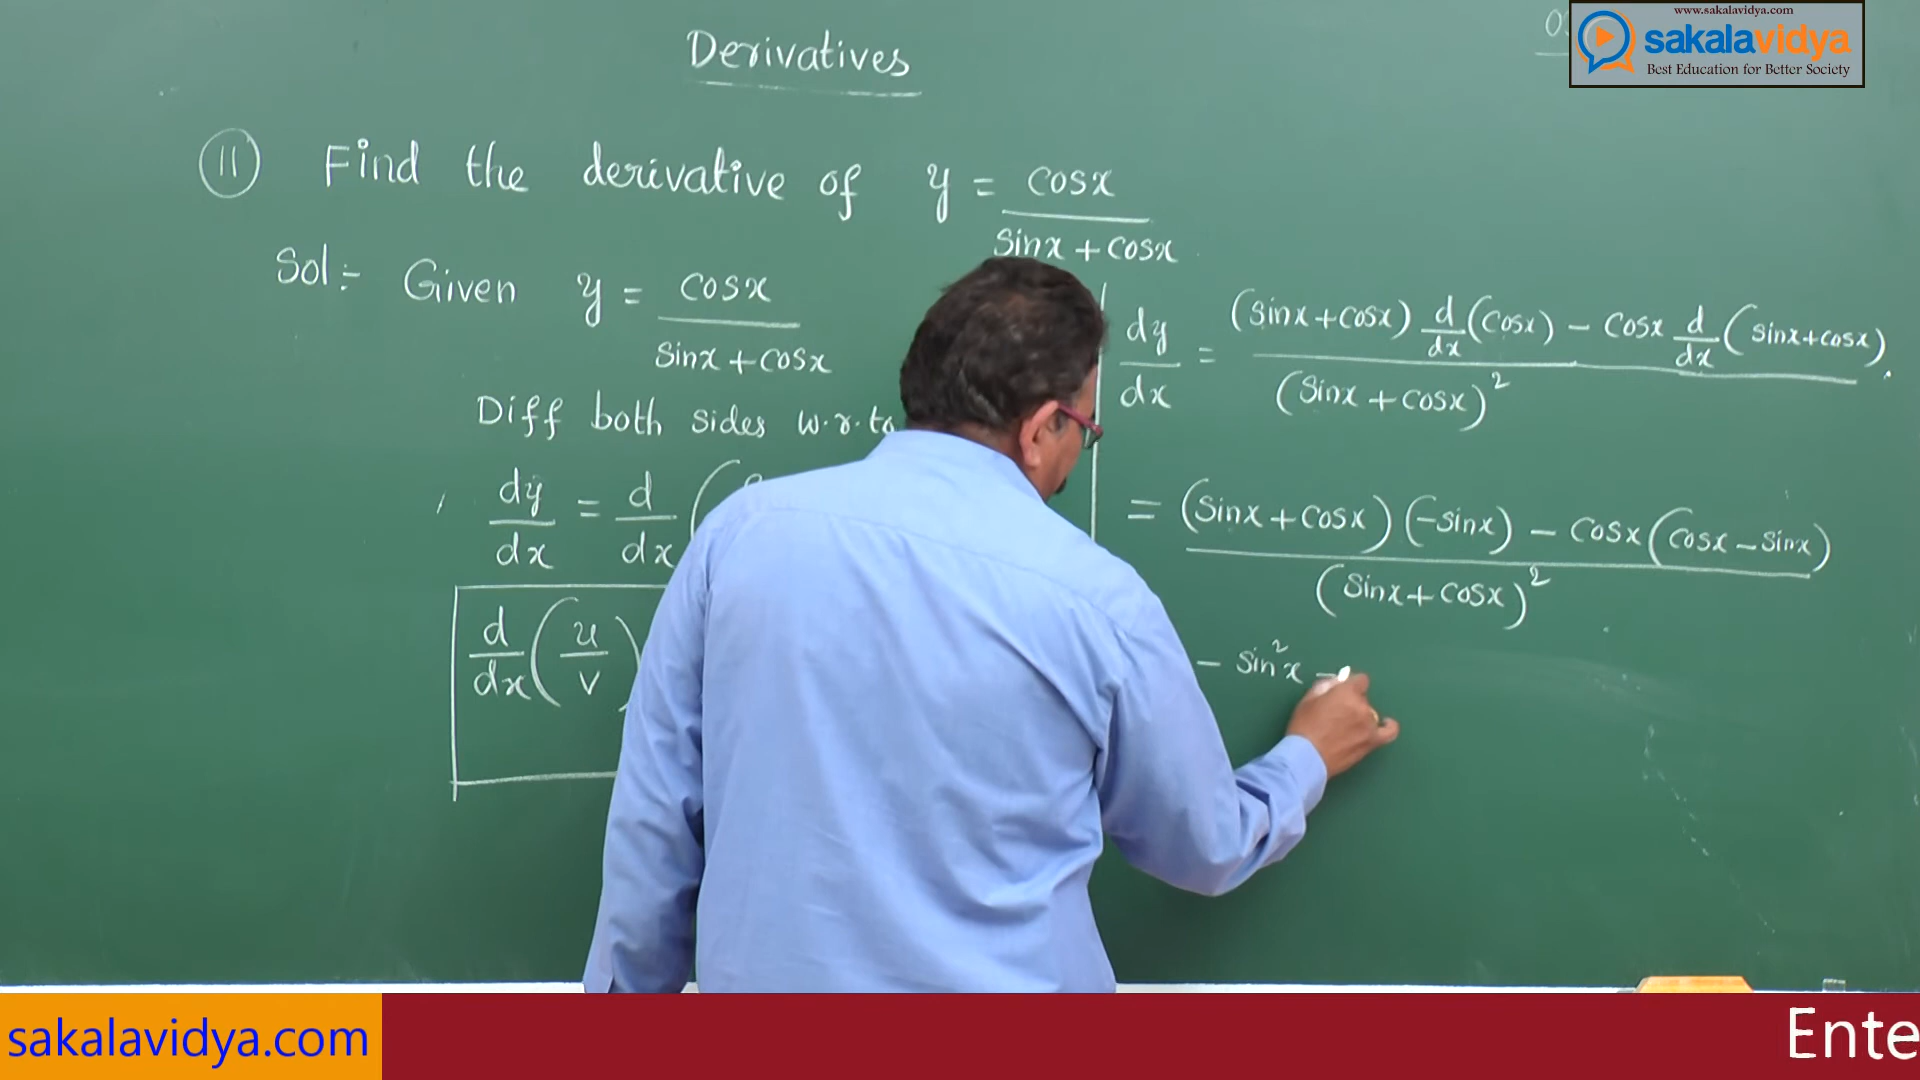 Derivatives
www.sakalavidya.com
sakalavidya
Best Education for Better Society
11 Find the derivative of y = cosx
sinx + cosx
Sol:- Given y = cosx
sinx + cosx
Diff both sides w.r.to
dy = d (
dx dx
d ( u )
dx v
dy = (sinx+cosx) d (cosx) - cosx d (sinx+cosx).
dx dx dx
(sinx + cosx)²
= (sinx + cosx) (-sinx) - cosx (cosx - sinx)
(sinx + cosx)²
- sin²x -
sakalavidya.com
Ente